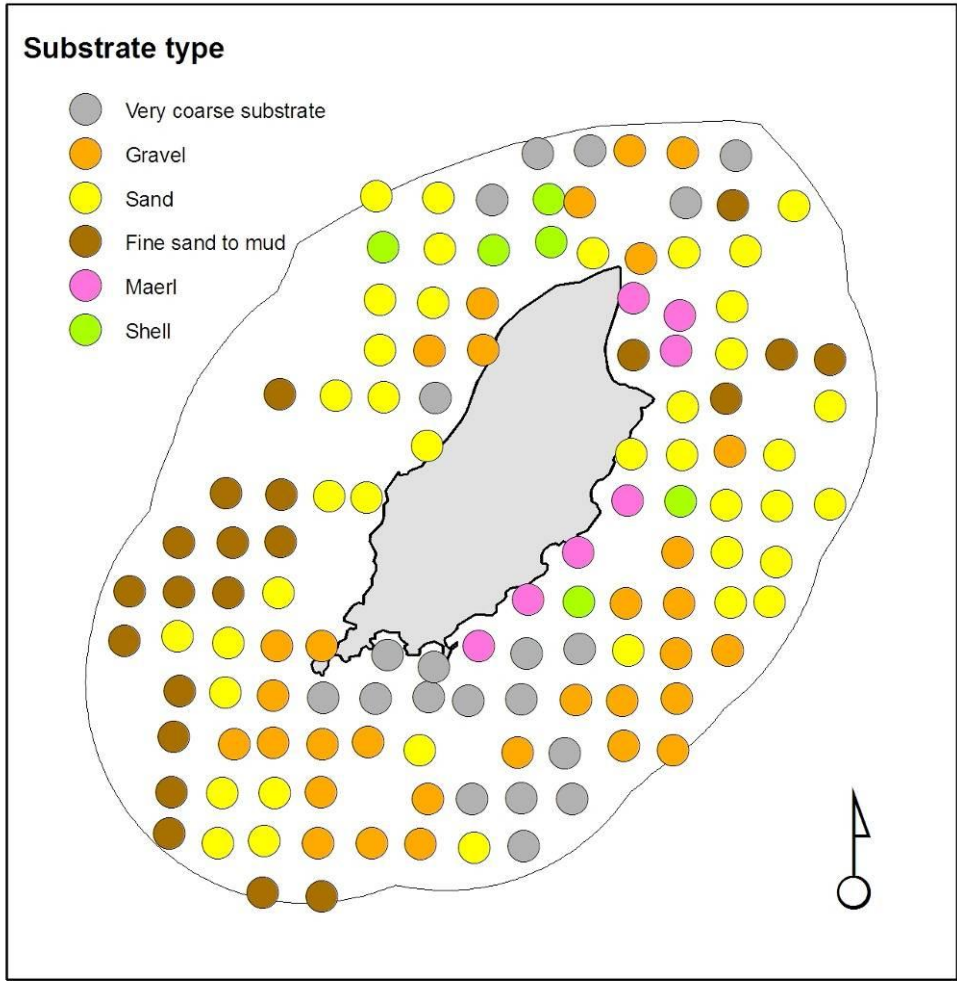 Substrate type
Very coarse substrate
Gravel
Sand
Fine sand to mud
Maerl
Shell